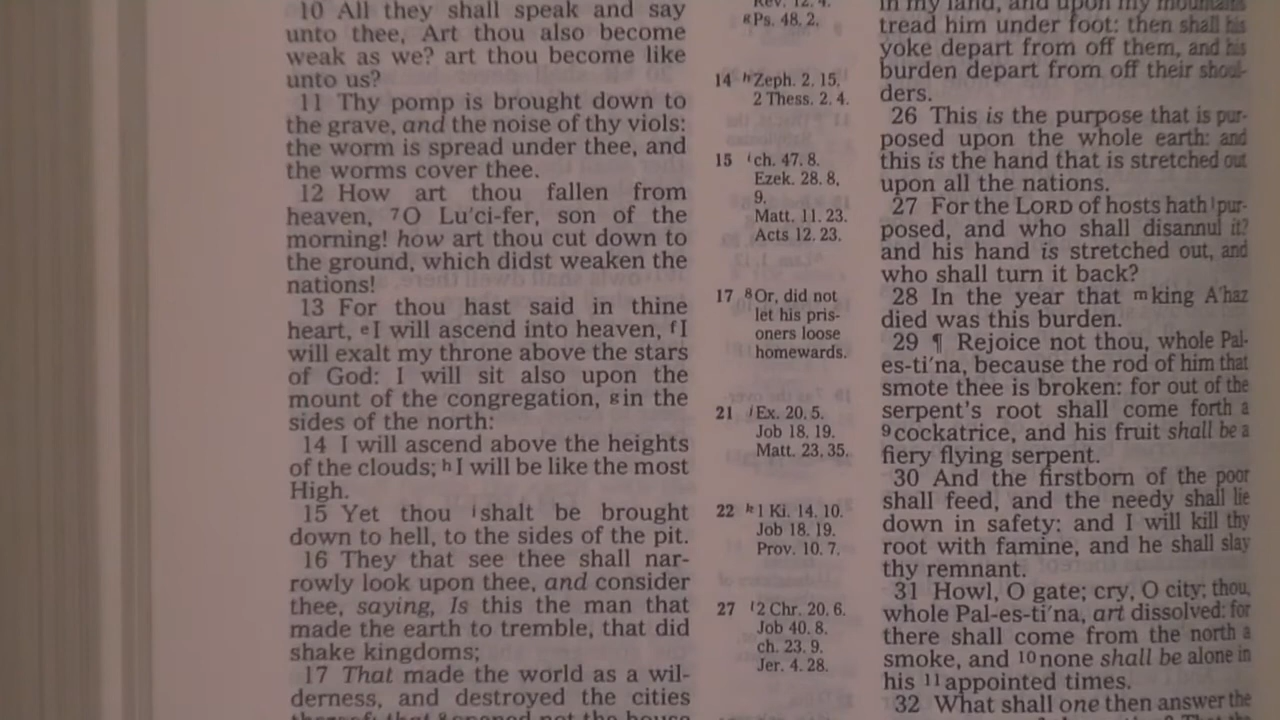 10 All they shall speak and say
unto thee, Art thou also become
weak as we? art thou become like
unto us?
11 Thy pomp is brought down to
the grave, and the noise of thy viols:
the worm is spread under thee, and
the worms cover thee.
12 How art thou fallen from
heaven, 7O Lu'ci-fer, son of the
morning! how art thou cut down to
the ground, which didst weaken the
nations!
13 For thou hast said in thine
heart, eI will ascend into heaven, fI
will exalt my throne above the stars
of God: I will sit also upon the
mount of the congregation, gin the
sides of the north:
14 I will ascend above the heights
of the clouds; hI will be like the most
High.
15 Yet thou ishalt be brought
down to hell, to the sides of the pit.
16 They that see thee shall nar-
rowly look upon thee, and consider
thee, saying, Is this the man that
made the earth to tremble, that did
shake kingdoms;
17 That made the world as a wil-
derness, and destroyed the cities
thereof; that 8opened not the house
Rev. 12. 4.
gPs. 48. 2.
14 hZeph. 2. 15.
2 Thess. 2. 4.
15 ich. 47. 8.
Ezek. 28. 8,
9.
Matt. 11. 23.
Acts 12. 23.
17 8Or, did not
let his pris-
oners loose
homewards.
21 jEx. 20. 5.
Job 18. 19.
Matt. 23. 35.
22 k1 Ki. 14. 10.
Job 18. 19.
Prov. 10. 7.
27 l2 Chr. 20. 6.
Job 40. 8.
ch. 23. 9.
Jer. 4. 28.
in my land, and upon my mountains
tread him under foot: then shall his
yoke depart from off them, and his
burden depart from off their shoul-
ders.
26 This is the purpose that is pur-
posed upon the whole earth: and
this is the hand that is stretched out
upon all the nations.
27 For the LORD of hosts hath lpur-
posed, and who shall disannul it?
and his hand is stretched out, and
who shall turn it back?
28 In the year that mking A'haz
died was this burden.
29 ¶ Rejoice not thou, whole Pal-
es-ti'na, because the rod of him that
smote thee is broken: for out of the
serpent's root shall come forth a
9cockatrice, and his fruit shall be a
fiery flying serpent.
30 And the firstborn of the poor
shall feed, and the needy shall lie
down in safety: and I will kill thy
root with famine, and he shall slay
thy remnant.
31 Howl, O gate; cry, O city; thou,
whole Pal-es-ti'na, art dissolved: for
there shall come from the north a
smoke, and 10none shall be alone in
his 11appointed times.
32 What shall one then answer the